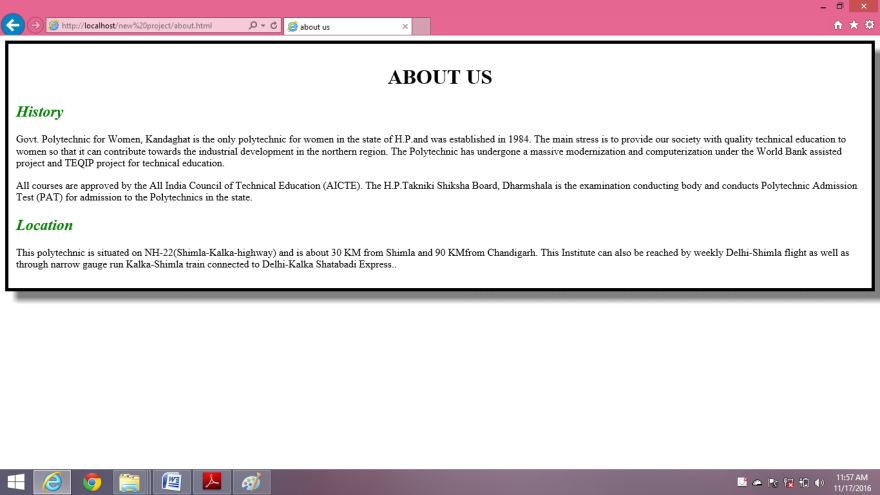 http://localhost/new%20project/about.html
about us
ABOUT US
History
Govt. Polytechnic for Women, Kandaghat is the only polytechnic for women in the state of H.P.and was established in 1984. The main stress is to provide our society with quality technical education to
women so that it can contribute towards the industrial development in the northern region. The Polytechnic has undergone a massive modernization and computerization under the World Bank assisted
project and TEQIP project for technical education.
All courses are approved by the All India Council of Technical Education (AICTE). The H.P.Takniki Shiksha Board, Dharmshala is the examination conducting body and conducts Polytechnic Admission
Test (PAT) for admission to the Polytechnics in the state.
Location
This polytechnic is situated on NH-22(Shimla-Kalka-highway) and is about 30 KM from Shimla and 90 KMfrom Chandigarh. This Institute can also be reached by weekly Delhi-Shimla flight as well as
through narrow gauge run Kalka-Shimla train connected to Delhi-Kalka Shatabadi Express..
11:57 AM
11/17/2016